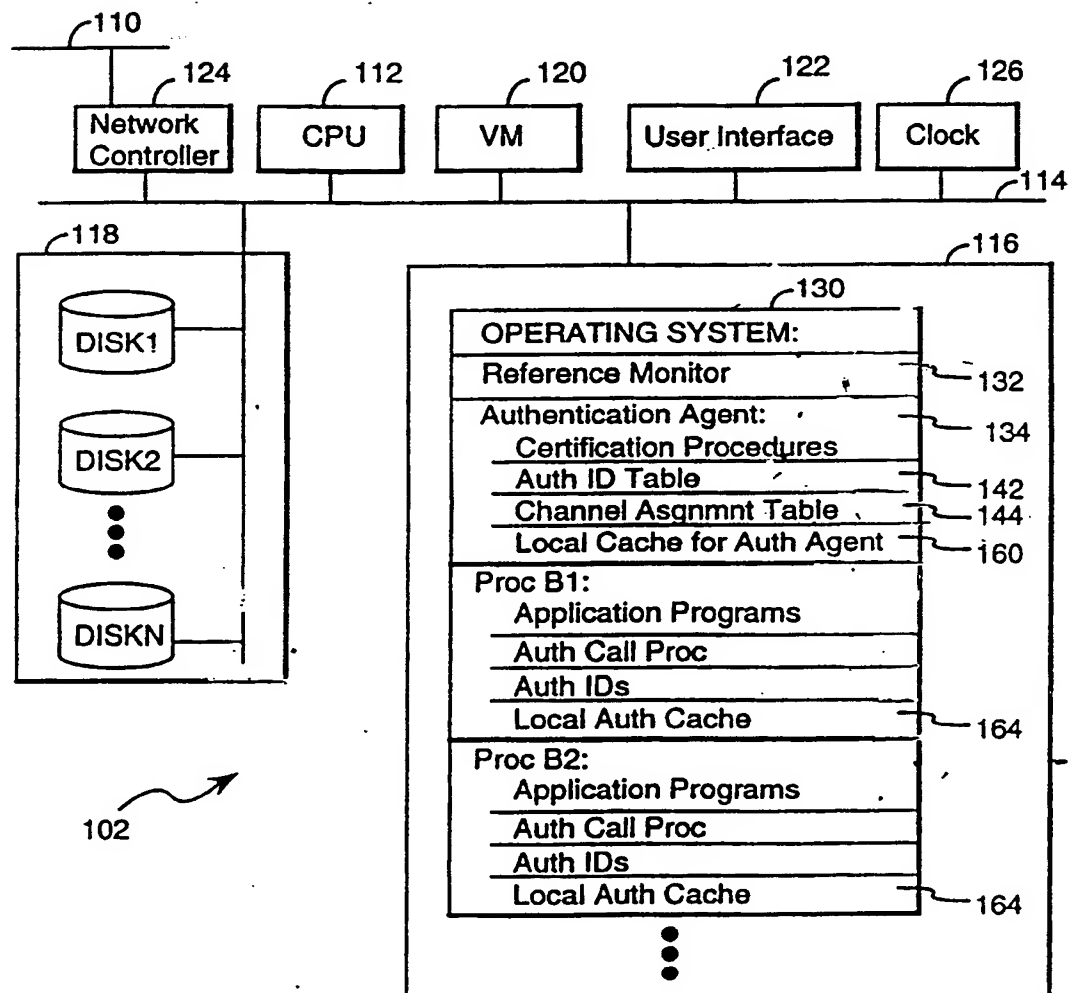 110
124
112
120
122
126
Network
Controller
CPU
VM
User Interface
Clock
114
118
116
DISK1
DISK2
DISKN
130
OPERATING SYSTEM:
Reference Monitor
132
Authentication Agent:
134
Certification Procedures
Auth ID Table
142
Channel Asgnmnt Table
144
Local Cache for Auth Agent
160
Proc B1:
Application Programs
Auth Call Proc
Auth IDs
Local Auth Cache
164
Proc B2:
Application Programs
Auth Call Proc
Auth IDs
Local Auth Cache
164
102